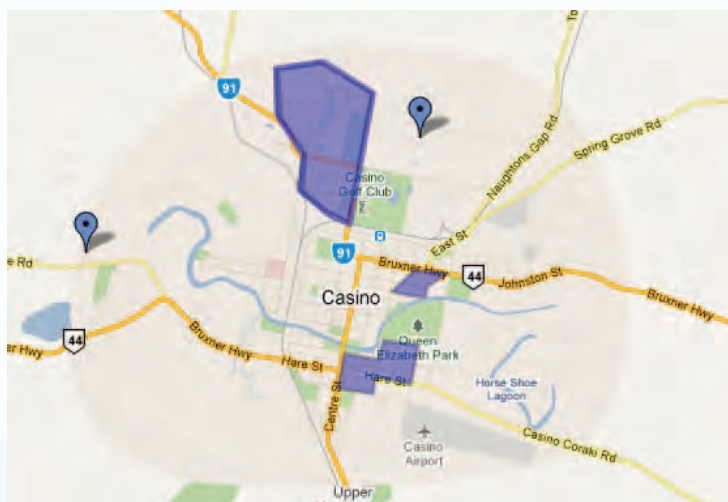 To
91
Naughtons Gap Rd
Spring Grove Rd
Casino
Golf Club
East St
e Rd
91
Bruxner Hwy
44
Johnston St
Bruxner Hwy
Casino
44
er Hwy
Bruxner Hwy
Queen
Elizabeth Park
Hare St
Hare St
Horse Shoe
Lagoon
Centre St
Casino
Airport
Casino Coraki Rd
Upper